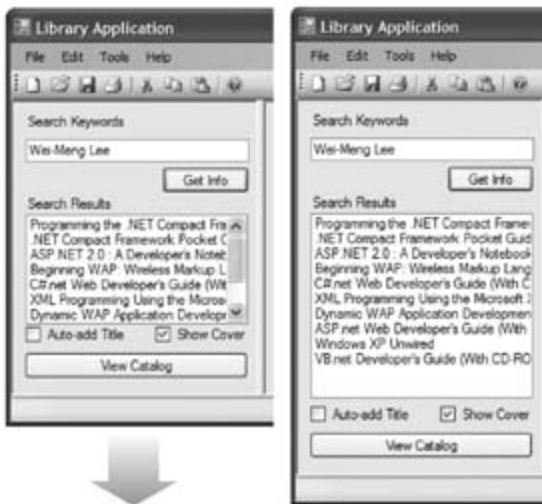 Library Application
File Edit Tools Help
Search Keywords
Wei-Meng Lee
Get Info
Search Results
Programming the .NET Compact Fra
.NET Compact Framework Pocket G
ASP.NET 2.0 : A Developer's Noteb
Beginning WAP: Wireless Markup L
C#.net Web Developer's Guide (Wit
XML Programming Using the Microso
Dynamic WAP Application Developr
Auto-add Title Show Cover
View Catalog
Library Application
File Edit Tools Help
Search Keywords
Wei-Meng Lee
Get Info
Search Results
Programming the .NET Compact Framew
.NET Compact Framework Pocket Guid
ASP.NET 2.0 : A Developer's Notebook
Beginning WAP: Wireless Markup Lang
C#.net Web Developer's Guide (With C
XML Programming Using the Microsoft
Dynamic WAP Application Developmen
ASP.net Web Developer's Guide (With
Windows XP Unwired
VB.net Developer's Guide (With CD-RO
Auto-add Title Show Cover
View Catalog